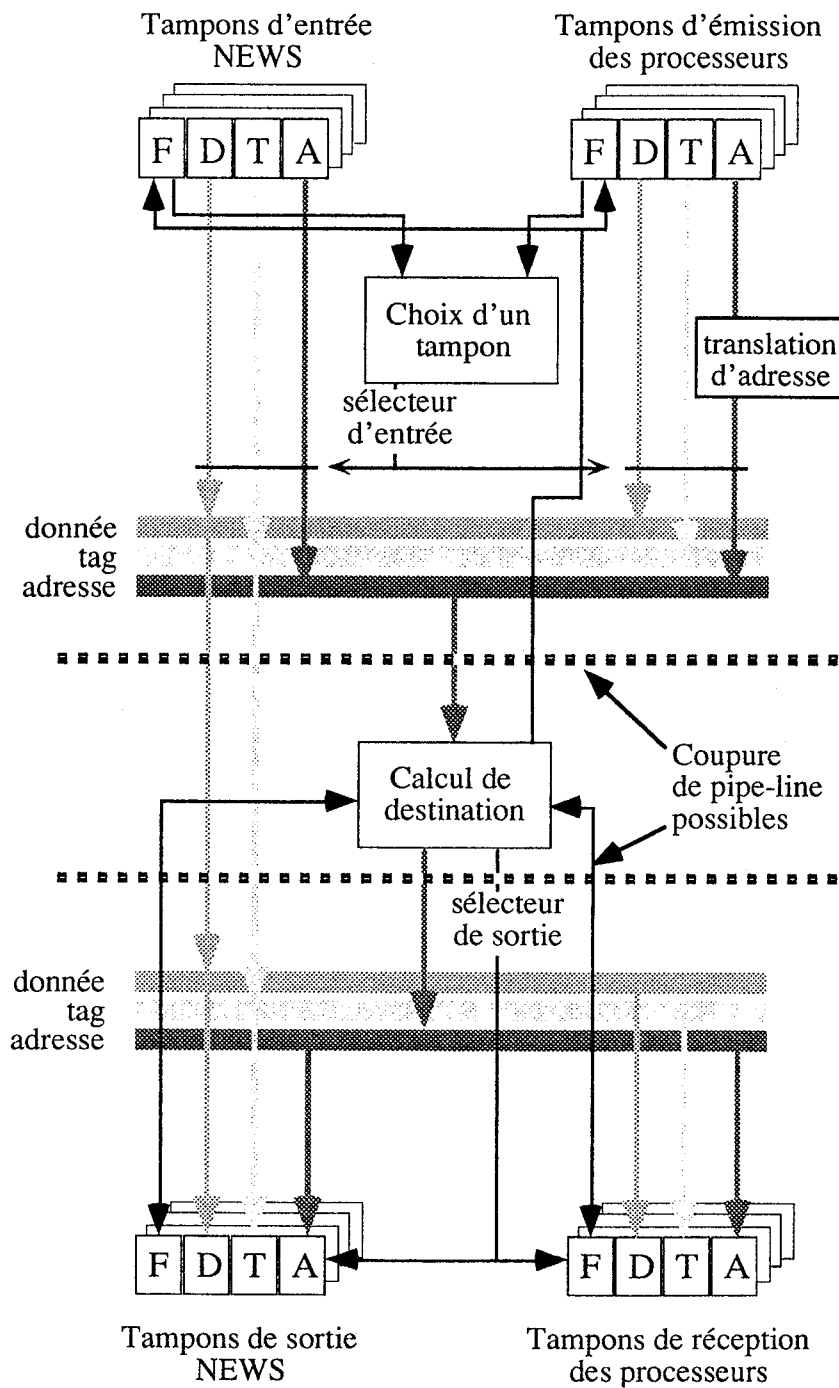 Tampons d'entrée
NEWS
Tampons d'émission
des processeurs
F D T A
F D T A
Choix d'un
tampon
translation
d'adresse
sélecteur
d'entrée
donnée
tag
adresse
Calcul de
destination
Coupure
de pipe-line
possibles
sélecteur
de sortie
donnée
tag
adresse
F D T A
F D T A
Tampons de sortie
NEWS
Tampons de réception
des processeurs